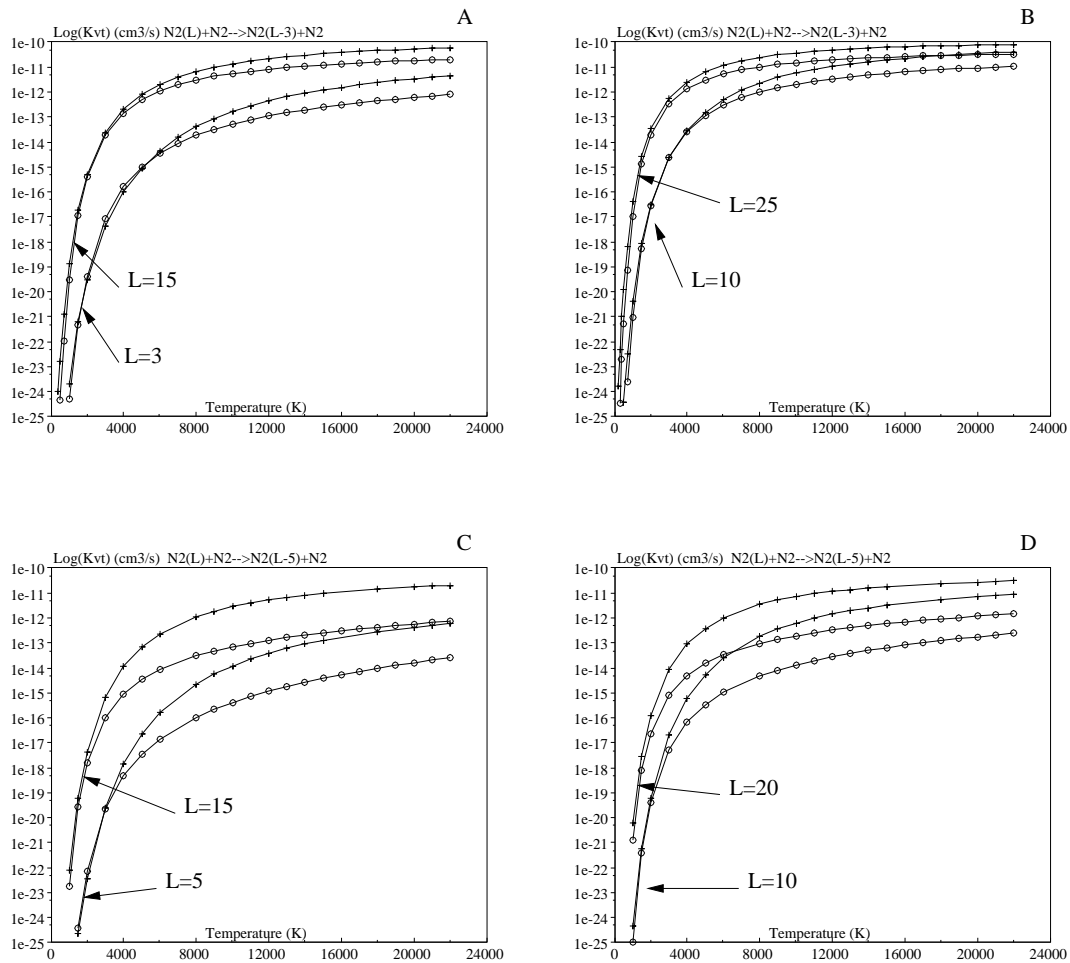 A
Log(Kvt) (cm3/s) N2(L)+N2-->N2(L-3)+N2
1e-10
1e-11
1e-12
1e-13
1e-14
1e-15
1e-16
1e-17
1e-18
1e-19
1e-20
1e-21
1e-22
1e-23
1e-24
1e-25
L=15
L=3
Temperature (K)
0 4000 8000 12000 16000 20000 24000
B
Log(Kvt) (cm3/s) N2(L)+N2-->N2(L-3)+N2
1e-10
1e-11
1e-12
1e-13
1e-14
1e-15
1e-16
1e-17
1e-18
1e-19
1e-20
1e-21
1e-22
1e-23
1e-24
1e-25
L=25
L=10
Temperature (K)
0 4000 8000 12000 16000 20000 24000
C
Log(Kvt) (cm3/s) N2(L)+N2-->N2(L-5)+N2
1e-10
1e-11
1e-12
1e-13
1e-14
1e-15
1e-16
1e-17
1e-18
1e-19
1e-20
1e-21
1e-22
1e-23
1e-24
1e-25
L=15
L=5
Temperature (K)
0 4000 8000 12000 16000 20000 24000
D
Log(Kvt) (cm3/s) N2(L)+N2-->N2(L-5)+N2
1e-10
1e-11
1e-12
1e-13
1e-14
1e-15
1e-16
1e-17
1e-18
1e-19
1e-20
1e-21
1e-22
1e-23
1e-24
1e-25
L=20
L=10
Temperature (K)
0 4000 8000 12000 16000 20000 24000